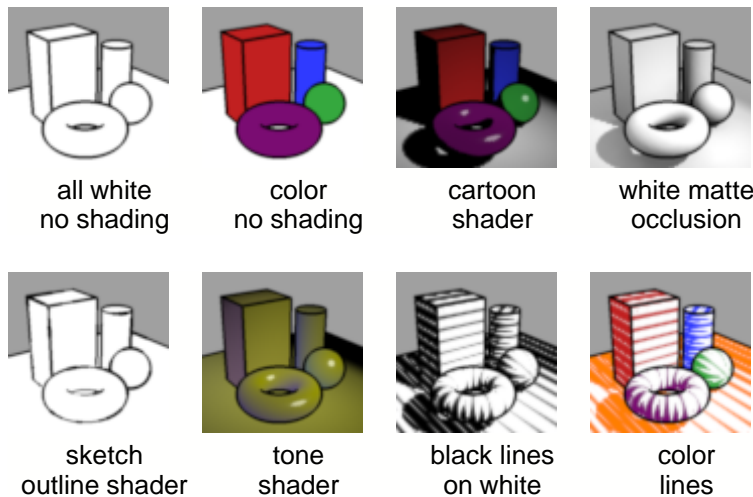 all white
no shading
color
no shading
cartoon
shader
white matte
occlusion
sketch
outline shader
tone
shader
black lines
on white
color
lines